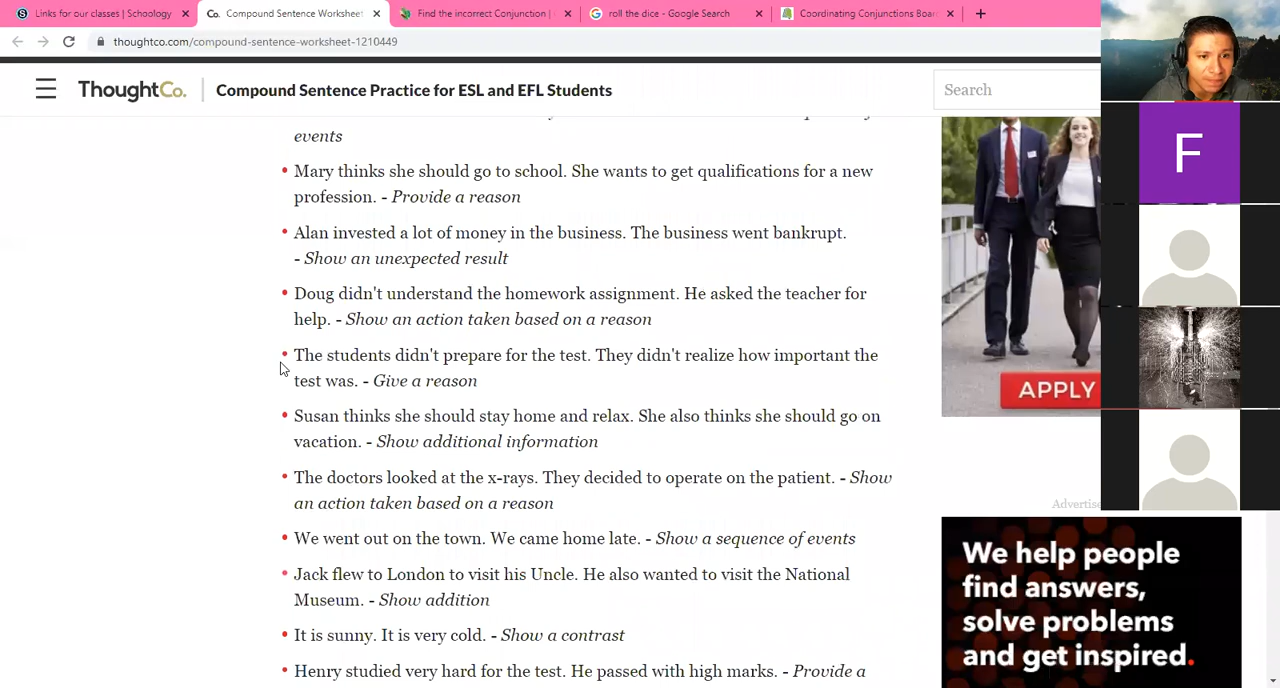 Links for our classes | Schoology
Co. Compound Sentence Worksheet
Find the incorrect Conjunction |
roll the dice - Google Search
Coordinating Conjunctions Boar
thoughtco.com/compound-sentence-worksheet-1210449
ThoughtCo.
Compound Sentence Practice for ESL and EFL Students
Search
events
• Mary thinks she should go to school. She wants to get qualifications for a new
profession. - Provide a reason
• Alan invested a lot of money in the business. The business went bankrupt.
- Show an unexpected result
• Doug didn't understand the homework assignment. He asked the teacher for
help. - Show an action taken based on a reason
• The students didn't prepare for the test. They didn't realize how important the
test was. - Give a reason
• Susan thinks she should stay home and relax. She also thinks she should go on
vacation. - Show additional information
• The doctors looked at the x-rays. They decided to operate on the patient. - Show
an action taken based on a reason
• We went out on the town. We came home late. - Show a sequence of events
• Jack flew to London to visit his Uncle. He also wanted to visit the National
Museum. - Show addition
• It is sunny. It is very cold. - Show a contrast
• Henry studied very hard for the test. He passed with high marks. - Provide a
APPLY
Advertise
We help people
find answers,
solve problems
and get inspired.
F